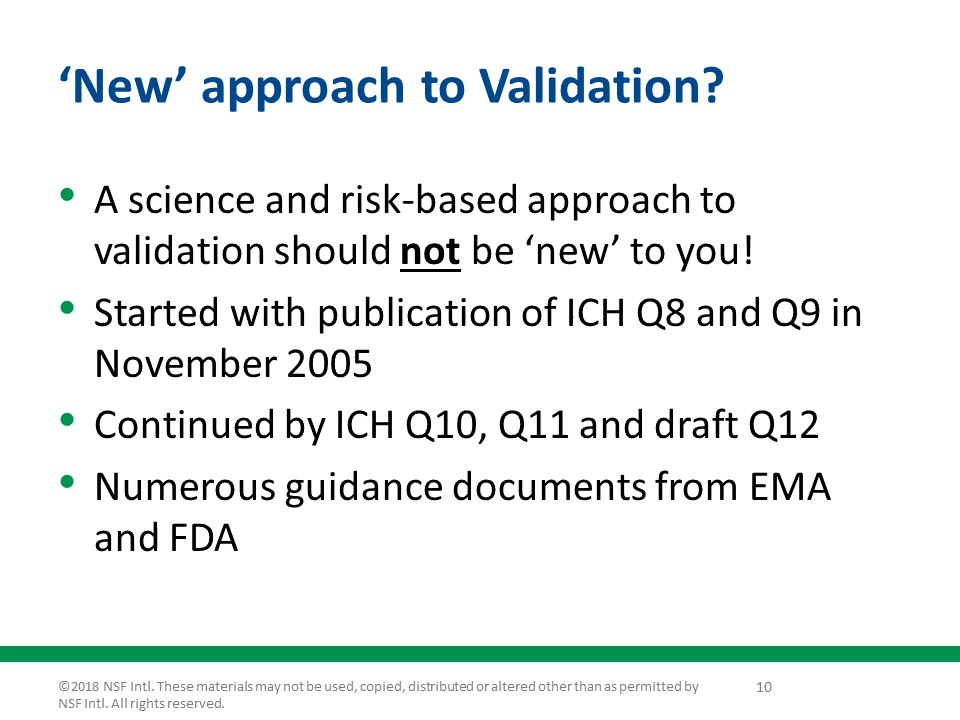 ‘New’ approach to Validation?
• A science and risk-based approach to
validation should not be ‘new’ to you!
• Started with publication of ICH Q8 and Q9 in
November 2005
• Continued by ICH Q10, Q11 and draft Q12
• Numerous guidance documents from EMA
and FDA
©2018 NSF Intl. These materials may not be used, copied, distributed or altered other than as permitted by
NSF Intl. All rights reserved.
10